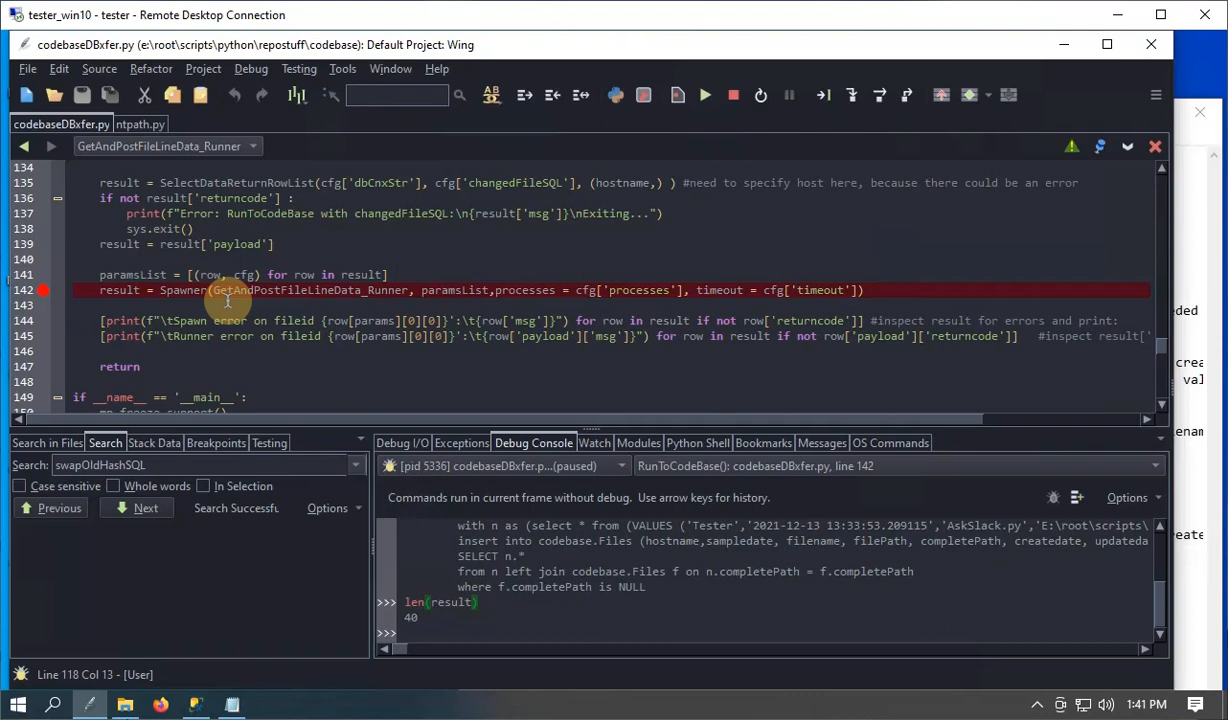 tester_win10 - tester - Remote Desktop Connection
codebaseDBxfer.py (e:\root\scripts\python\repostuff\codebase): Default Project: Wing
File Edit Source Refactor Project Debug Testing Tools Window Help
codebaseDBxfer.py ntpath.py
GetAndPostFileLineData_Runner
134
135 result = SelectDataReturnRowList(cfg['dbCnxStr'], cfg['changedFileSQL'], (hostname,) ) #need to specify host here, because there could be an error
136 if not result['returncode'] :
137 print(f"Error: RunToCodeBase with changedFileSQL:\n{result['msg']}\nExiting...")
138 sys.exit()
139 result = result['payload']
140
141 paramsList = [(row, cfg) for row in result]
142 result = Spawner(GetAndPostFileLineData_Runner, paramsList,processes = cfg['processes'], timeout = cfg['timeout'])
143
144 [print(f"\tSpawn error on fileid {row[params][0][0]}':\t{row['msg']}") for row in result if not row['returncode']] #inspect result for errors and print:
145 [print(f"\tRunner error on fileid {row[params][0][0]}':\t{row['payload']['msg']}") for row in result if not row['payload']['returncode']] #inspect result['
146
147 return
148
149 if __name__ == '__main__':
150 mp.freeze_support()
Search in Files Search Stack Data Breakpoints Testing
Debug I/O Exceptions Debug Console Watch Modules Python Shell Bookmarks Messages OS Commands
Search: swapOldHashSQL
[pid 5336] codebaseDBxfer.p... (paused) RunToCodeBase(): codebaseDBxfer.py, line 142
Case sensitive Whole words In Selection
Commands run in current frame without debug. Use arrow keys for history. Options
Previous Next Search Successfu Options
with n as (select * from (VALUES ('Tester','2021-12-13 13:33:53.209115','AskSlack.py','E:\root\scripts\
insert into codebase.Files (hostname,sampledate, filename, filePath, completePath, createdate, updateda
SELECT n.*
from n left join codebase.Files f on n.completePath = f.completePath
where f.completePath is NULL
>>> len(result)
40
>>>
Line 118 Col 13 - [User]
1:41 PM